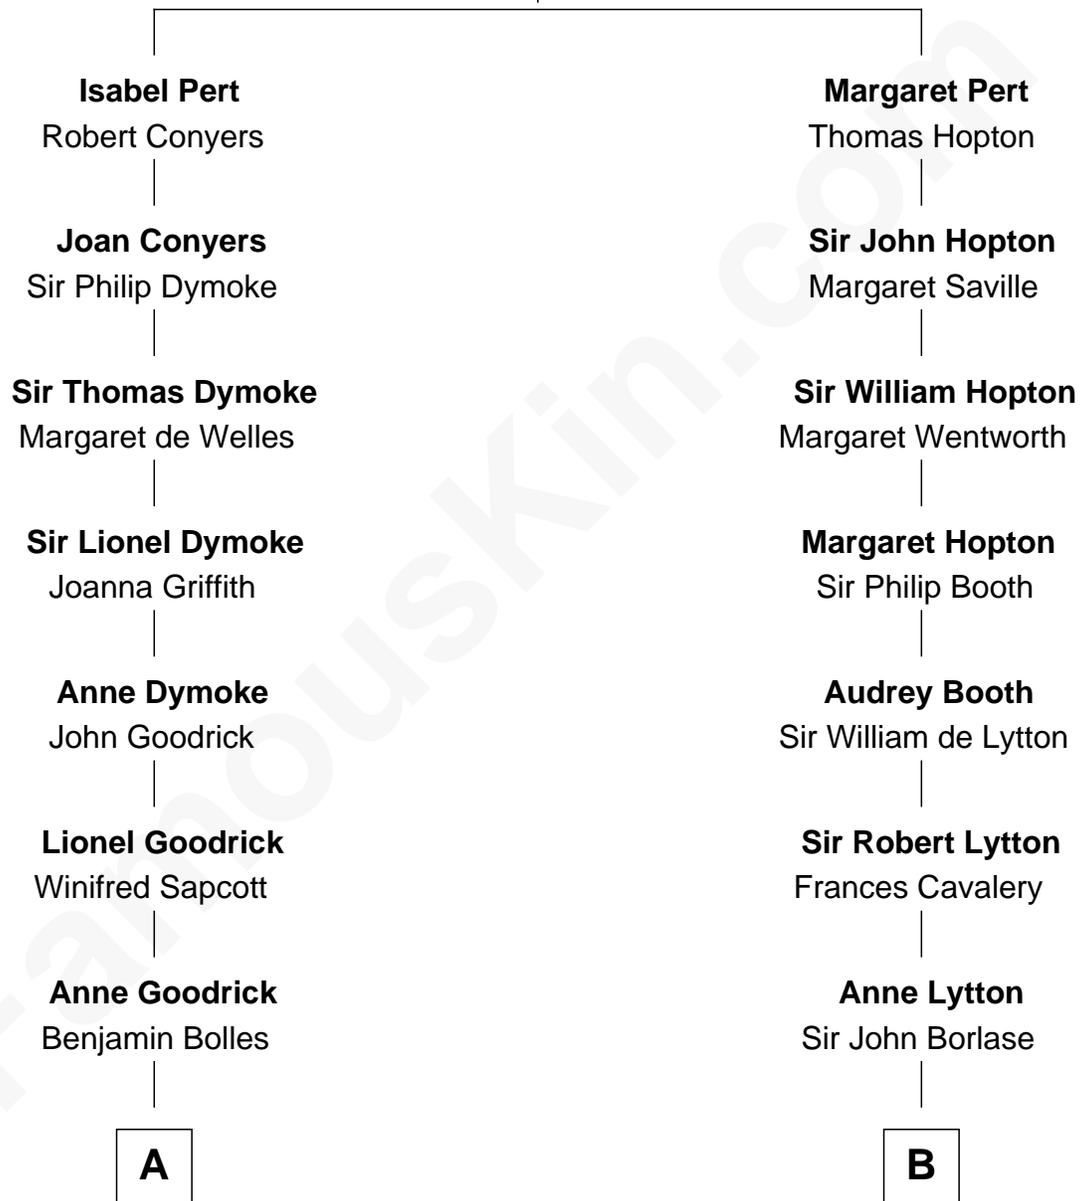 Isabel Pert
Robert Conyers
Joan Conyers
Sir Philip Dymoke
Sir Thomas Dymoke
Margaret de Welles
Sir Lionel Dymoke
Joanna Griffith
Anne Dymoke
John Goodrick
Lionel Goodrick
Winifred Sapcott
Anne Goodrick
Benjamin Bolles
A
Margaret Pert
Thomas Hopton
Sir John Hopton
Margaret Saville
Sir William Hopton
Margaret Wentworth
Margaret Hopton
Sir Philip Booth
Audrey Booth
Sir William de Lytton
Sir Robert Lytton
Frances Cavalery
Anne Lytton
Sir John Borlase
B
FamousKin.com